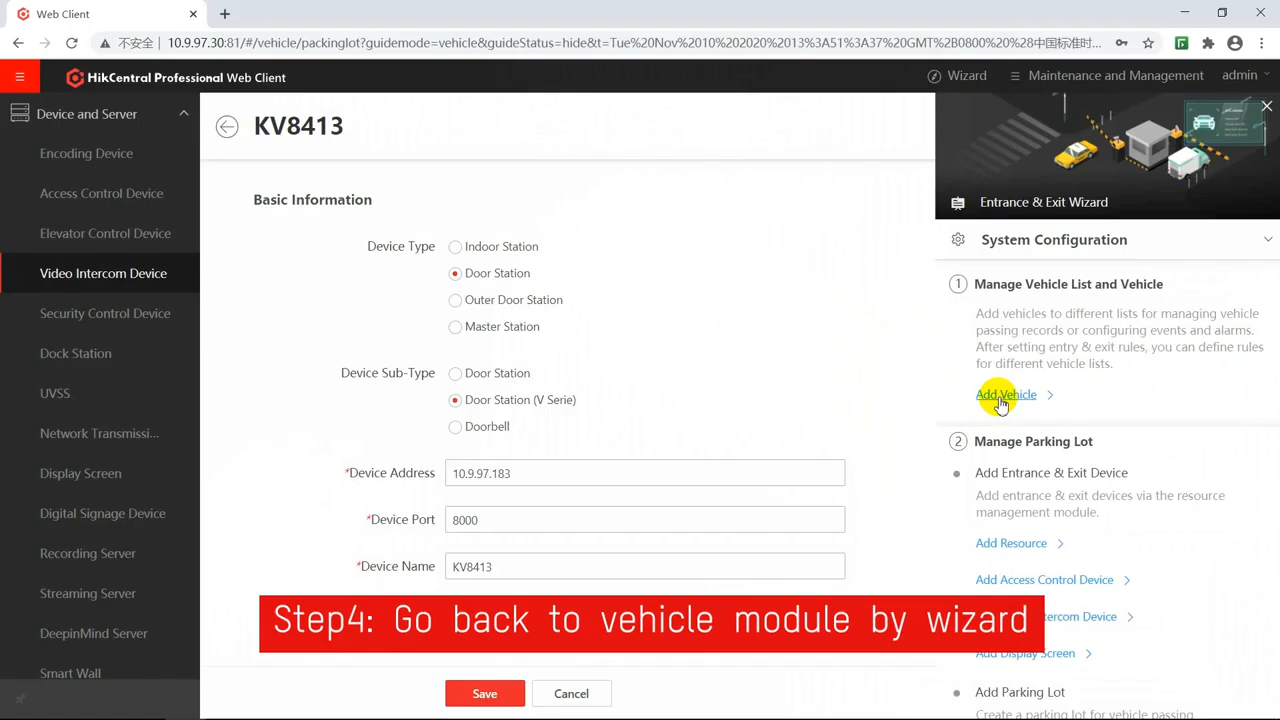 Web Client
不安全
10.9.97.30:81/#/vehicle/packinglot?guidemode=vehicle&guideStatus=hide&t=Tue%20Nov%2010%202020%2013%3A51%3A37%20GMT%2B0800%20%28中国标准时...
HikCentral Professional Web Client
Wizard
Maintenance and Management
admin
Device and Server
Encoding Device
Access Control Device
Elevator Control Device
Video Intercom Device
Security Control Device
Dock Station
UVSS
Network Transmissi...
Display Screen
Digital Signage Device
Recording Server
Streaming Server
DeepinMind Server
Smart Wall
KV8413
Basic Information
Device Type
Indoor Station
Door Station
Outer Door Station
Master Station
Device Sub-Type
Door Station
Door Station (V Serie)
Doorbell
*Device Address
10.9.97.183
*Device Port
8000
*Device Name
KV8413
Step4: Go back to vehicle module by wizard
Save
Cancel
Entrance & Exit Wizard
System Configuration
1
Manage Vehicle List and Vehicle
Add vehicles to different lists for managing vehicle
passing records or configuring events and alarms.
After setting entry & exit rules, you can define rules
for different vehicle lists.
Add Vehicle
2
Manage Parking Lot
Add Entrance & Exit Device
Add entrance & exit devices via the resource
management module.
Add Resource
Add Access Control Device
tercom Device
Add Display Screen
Add Parking Lot
Create a parking lot for vehicle passing